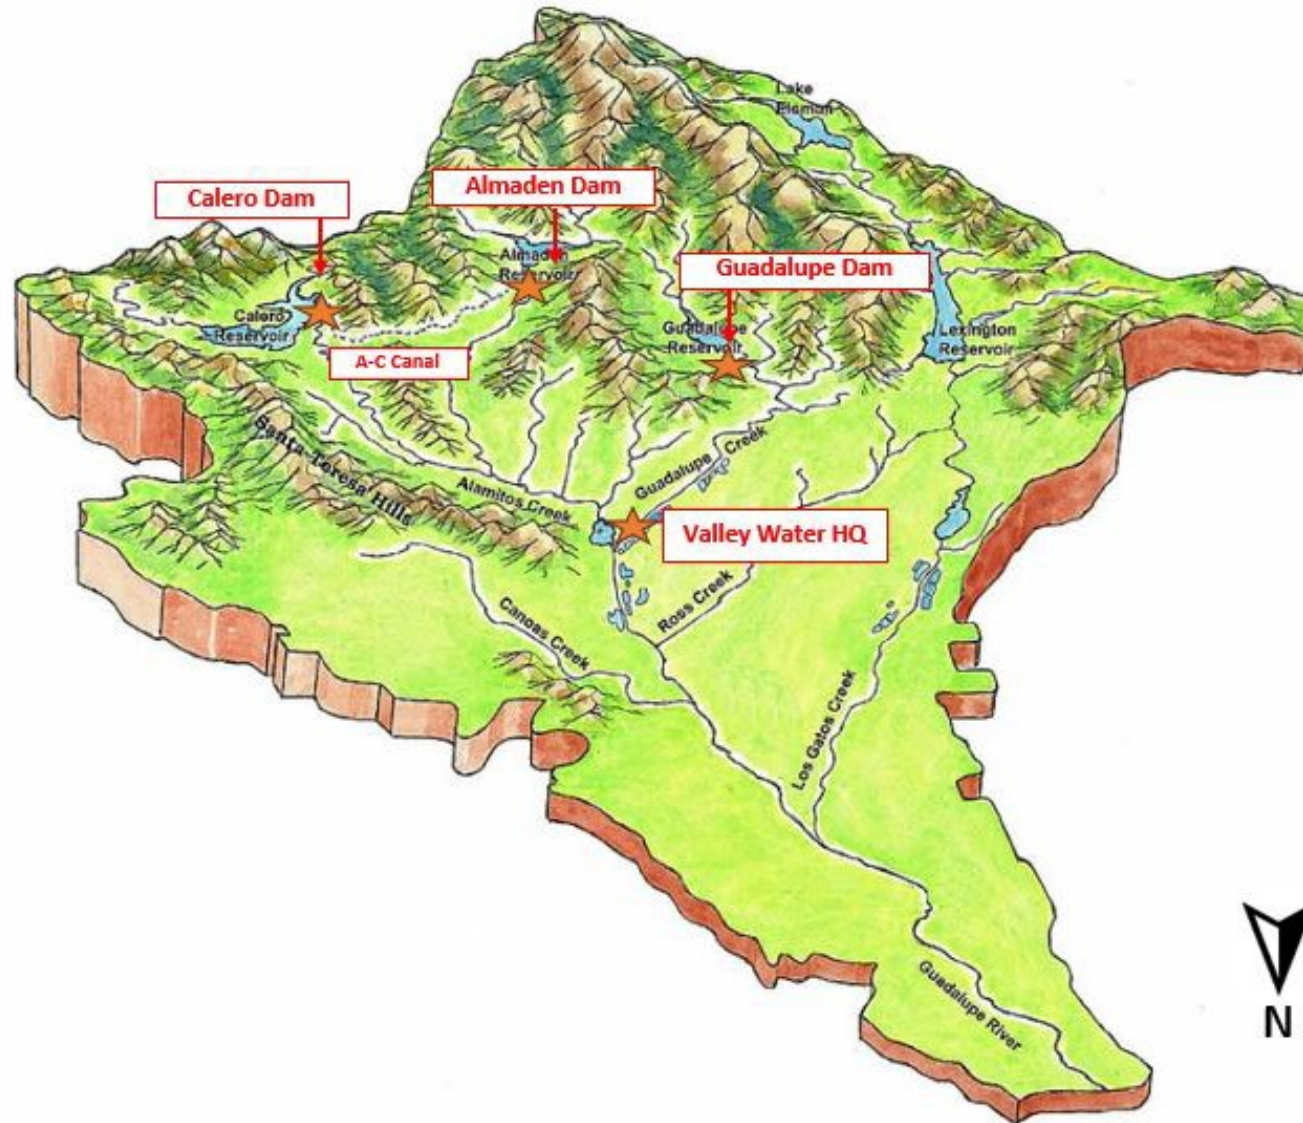 Lake
Elsman
Calero Dam
Almaden Dam
Almaden
Reservoir
Guadalupe Dam
Calero
Reservoir
Guadalupe
Reservoir
Lexington
Reservoir
A-C Canal
Santa Teresa Hills
Alamitos Creek
Guadalupe Creek
Valley Water HQ
Ross Creek
Canoas Creek
Los Gatos Creek
Guadalupe River
N